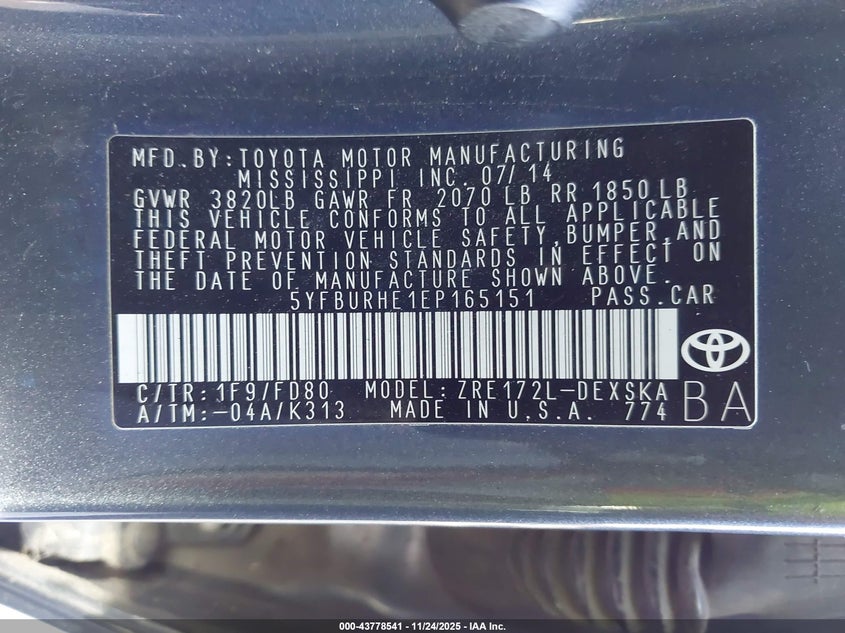 MFD.BY:TOYOTA MOTOR MANUFACTURING
MISSISSIPPI INC. 07/14
GVWR 3820LB GAWR FR 2070 LB RR 1850 LB
THIS VEHICLE CONFORMS TO ALL APPLICABLE
FEDERAL MOTOR VEHICLE SAFETY,BUMPER,AND
THEFT PREVENTION STANDARDS IN EFFECT ON
THE DATE OF MANUFACTURE SHOWN ABOVE.
5YFBURHE1EP165151 PASS.CAR
C/TR: 1F9/FD80 MODEL: ZRE172L-DEXSKA
A/TM:-04A/K313 MADE IN U.S.A. 774
BA
000-43778541 - 11/24/2025 - IAA Inc.